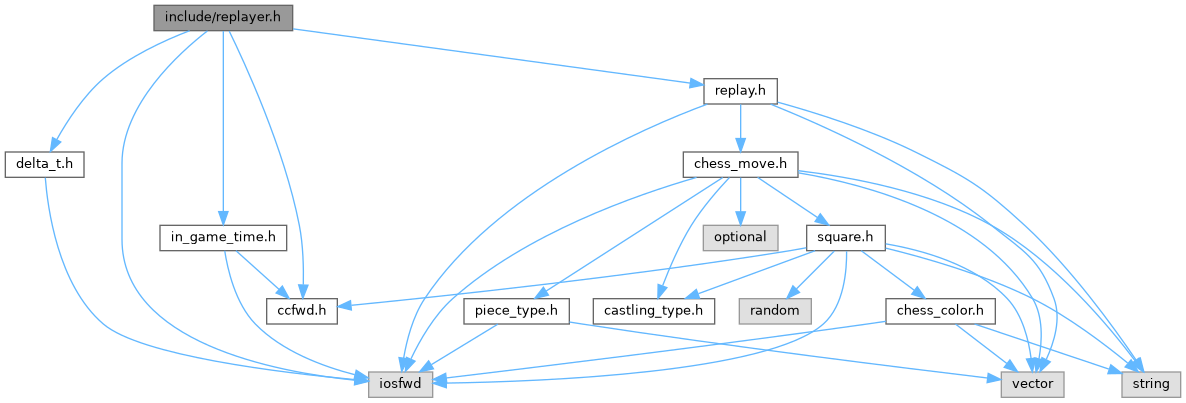 include/replayer.h
replay.h
delta_t.h
chess_move.h
in_game_time.h
optional
square.h
ccfwd.h
piece_type.h
castling_type.h
random
chess_color.h
iosfwd
vector
string